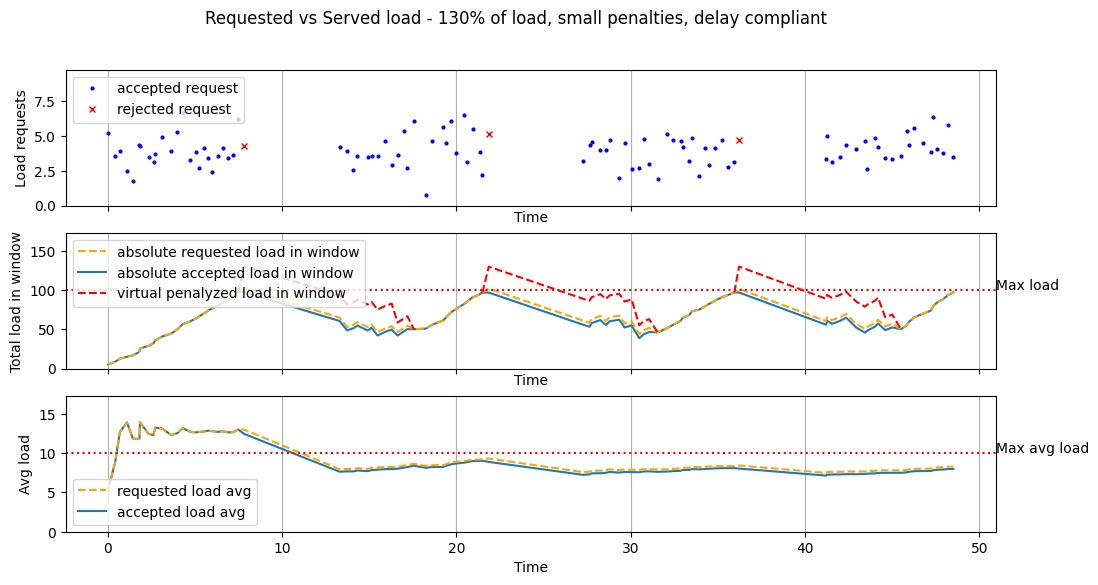 Requested vs Served load - 130% of load, small penalties, delay compliant
Load requests
7.5
5.0
2.5
0.0
accepted request
rejected request
Time
Total load in window
150
100
50
0
absolute requested load in window
absolute accepted load in window
virtual penalyzed load in window
Max load
Time
Avg load
15
10
5
0
requested load avg
accepted load avg
Max avg load
0
10
20
30
40
50
Time